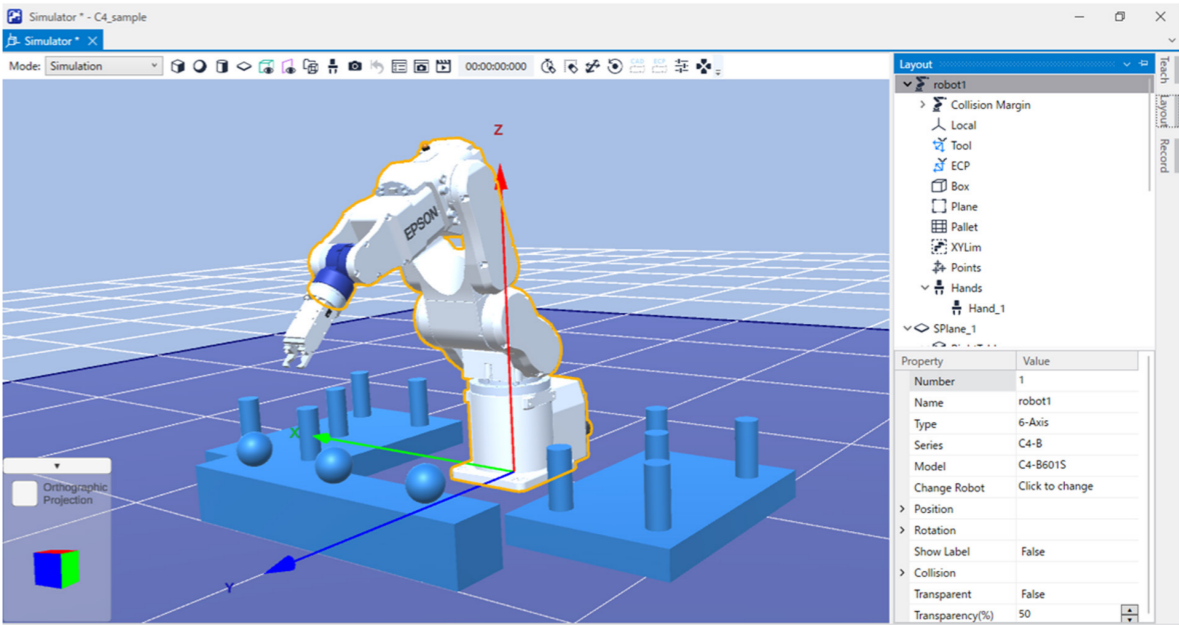 Simulator * - C4_sample
Simulator *
Mode: Simulation
00:00:00:000
CAD
ECP
Layout
robot1
Collision Margin
Local
Tool
ECP
Box
Plane
Pallet
XYLim
Points
Hands
Hand_1
SPlane_1
Teach
Layout
Record
Z
EPSON
X
Y
Orthographic
Projection
Property Value
Number 1
Name robot1
Type 6-Axis
Series C4-B
Model C4-B601S
Change Robot Click to change
Position
Rotation
Show Label False
Collision
Transparent False
Transparency(%) 50